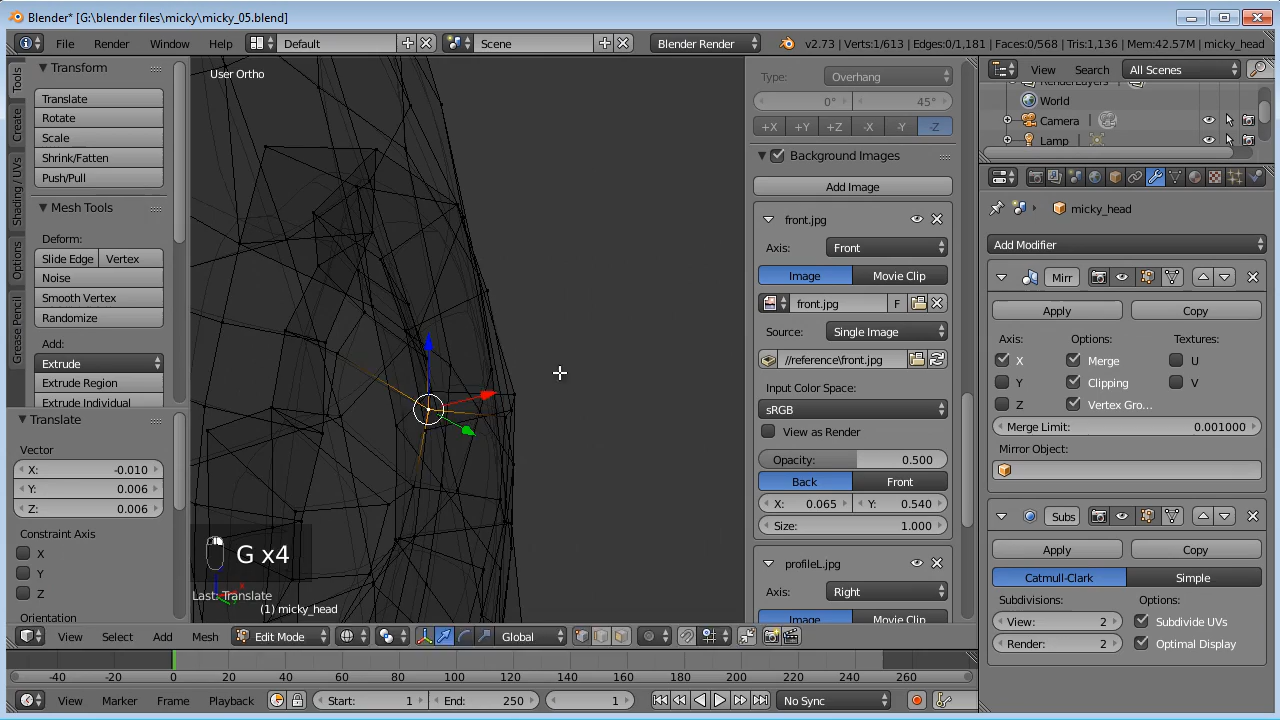 Blender* [G:\blender files\micky\micky_05.blend]
File Render Window Help Default Scene Blender Render v2.73 | Verts:1/613 | Edges:0/1,181 | Faces:0/568 | Tris:1,136 | Mem:42.57M | micky_head
Tools
Create
Shading / UVs
Options
Grease Pencil
Transform
Translate
Rotate
Scale
Shrink/Fatten
Push/Pull
Mesh Tools
Deform:
Slide Edge Vertex
Noise
Smooth Vertex
Randomize
Add:
Extrude
Extrude Region
Extrude Individual
Translate
Vector
X: -0.010
Y: 0.006
Z: 0.006
Constraint Axis
X
Y
Z
Orientation
User Ortho
G x4
Last: Translate
(1) micky_head
Type: Overhang
0° 45°
+X +Y +Z -X -Y -Z
Background Images
Add Image
front.jpg
Axis: Front
Image Movie Clip
front.jpg F
Source: Single Image
//reference\front.jpg
Input Color Space:
sRGB
View as Render
Opacity: 0.500
Back Front
X: 0.065 Y: 0.540
Size: 1.000
profileL.jpg
Axis: Right
Image Movie Clip
View Search All Scenes
RenderLayers
World
Camera
Lamp
micky_head
Add Modifier
Mirr
Apply Copy
Axis: Options: Textures:
X Merge U
Y Clipping V
Z Vertex Gro...
Merge Limit: 0.001000
Mirror Object:
Subs
Apply Copy
Catmull-Clark Simple
Subdivisions: Options:
View: 2 Subdivide UVs
Render: 2 Optimal Display
View Select Add Mesh Edit Mode Global
-40 -20 0 20 40 60 80 100 120 140 160 180 200 220 240 260
View Marker Frame Playback Start: 1 End: 250 1 No Sync